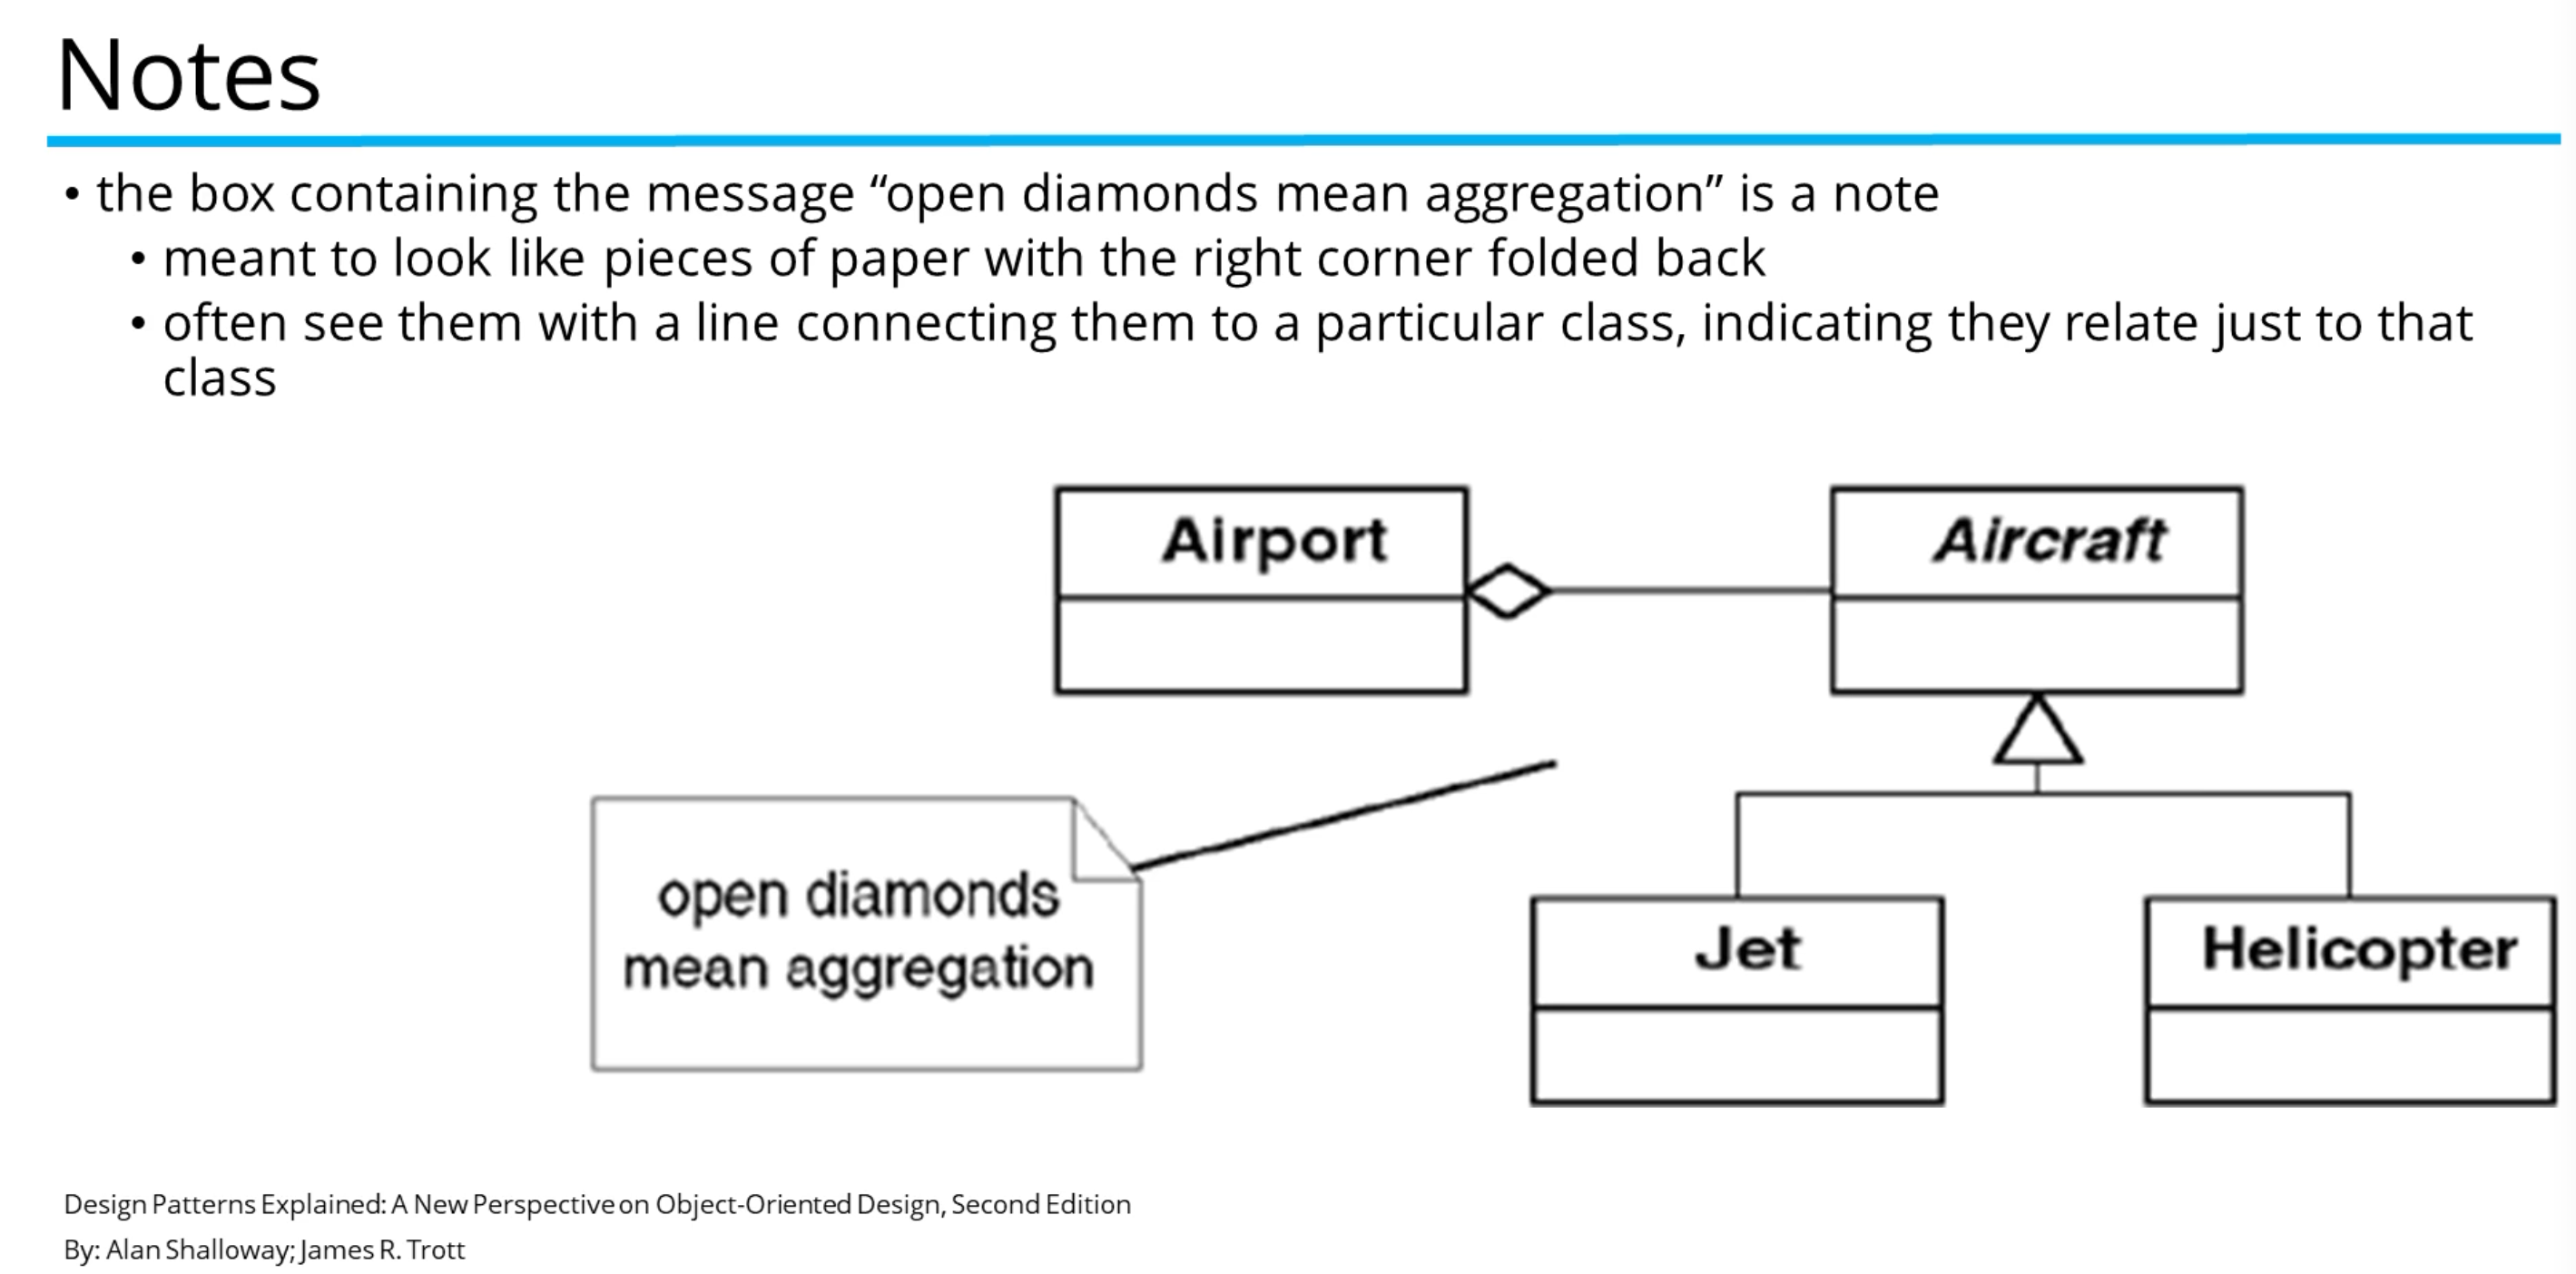 Notes
• the box containing the message “open diamonds mean aggregation” is a note
• meant to look like pieces of paper with the right corner folded back
• often see them with a line connecting them to a particular class, indicating they relate just to that
class
Airport
Aircraft
open diamonds
mean aggregation
Jet
Helicopter
Design Patterns Explained: A New Perspective on Object-Oriented Design, Second Edition
By: Alan Shalloway; James R. Trott